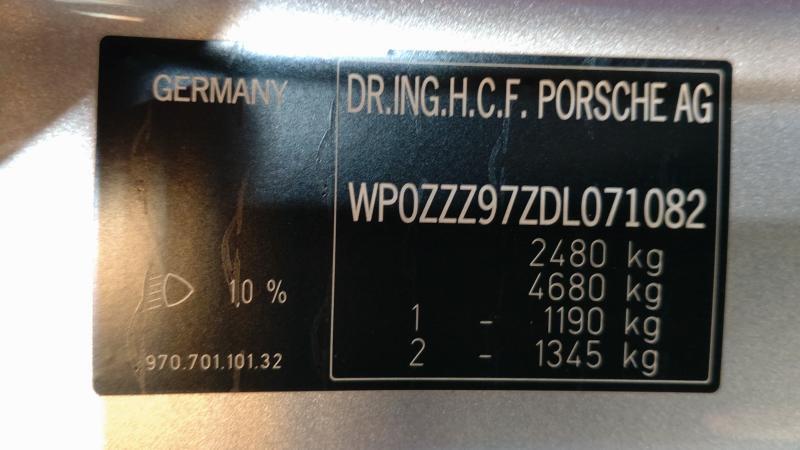 GERMANY
1,0 %
970.701.101.32
DR.ING.H.C.F. PORSCHE AG
WP0ZZZ97ZDL071082
2480 kg
4680 kg
1 - 1190 kg
2 - 1345 kg